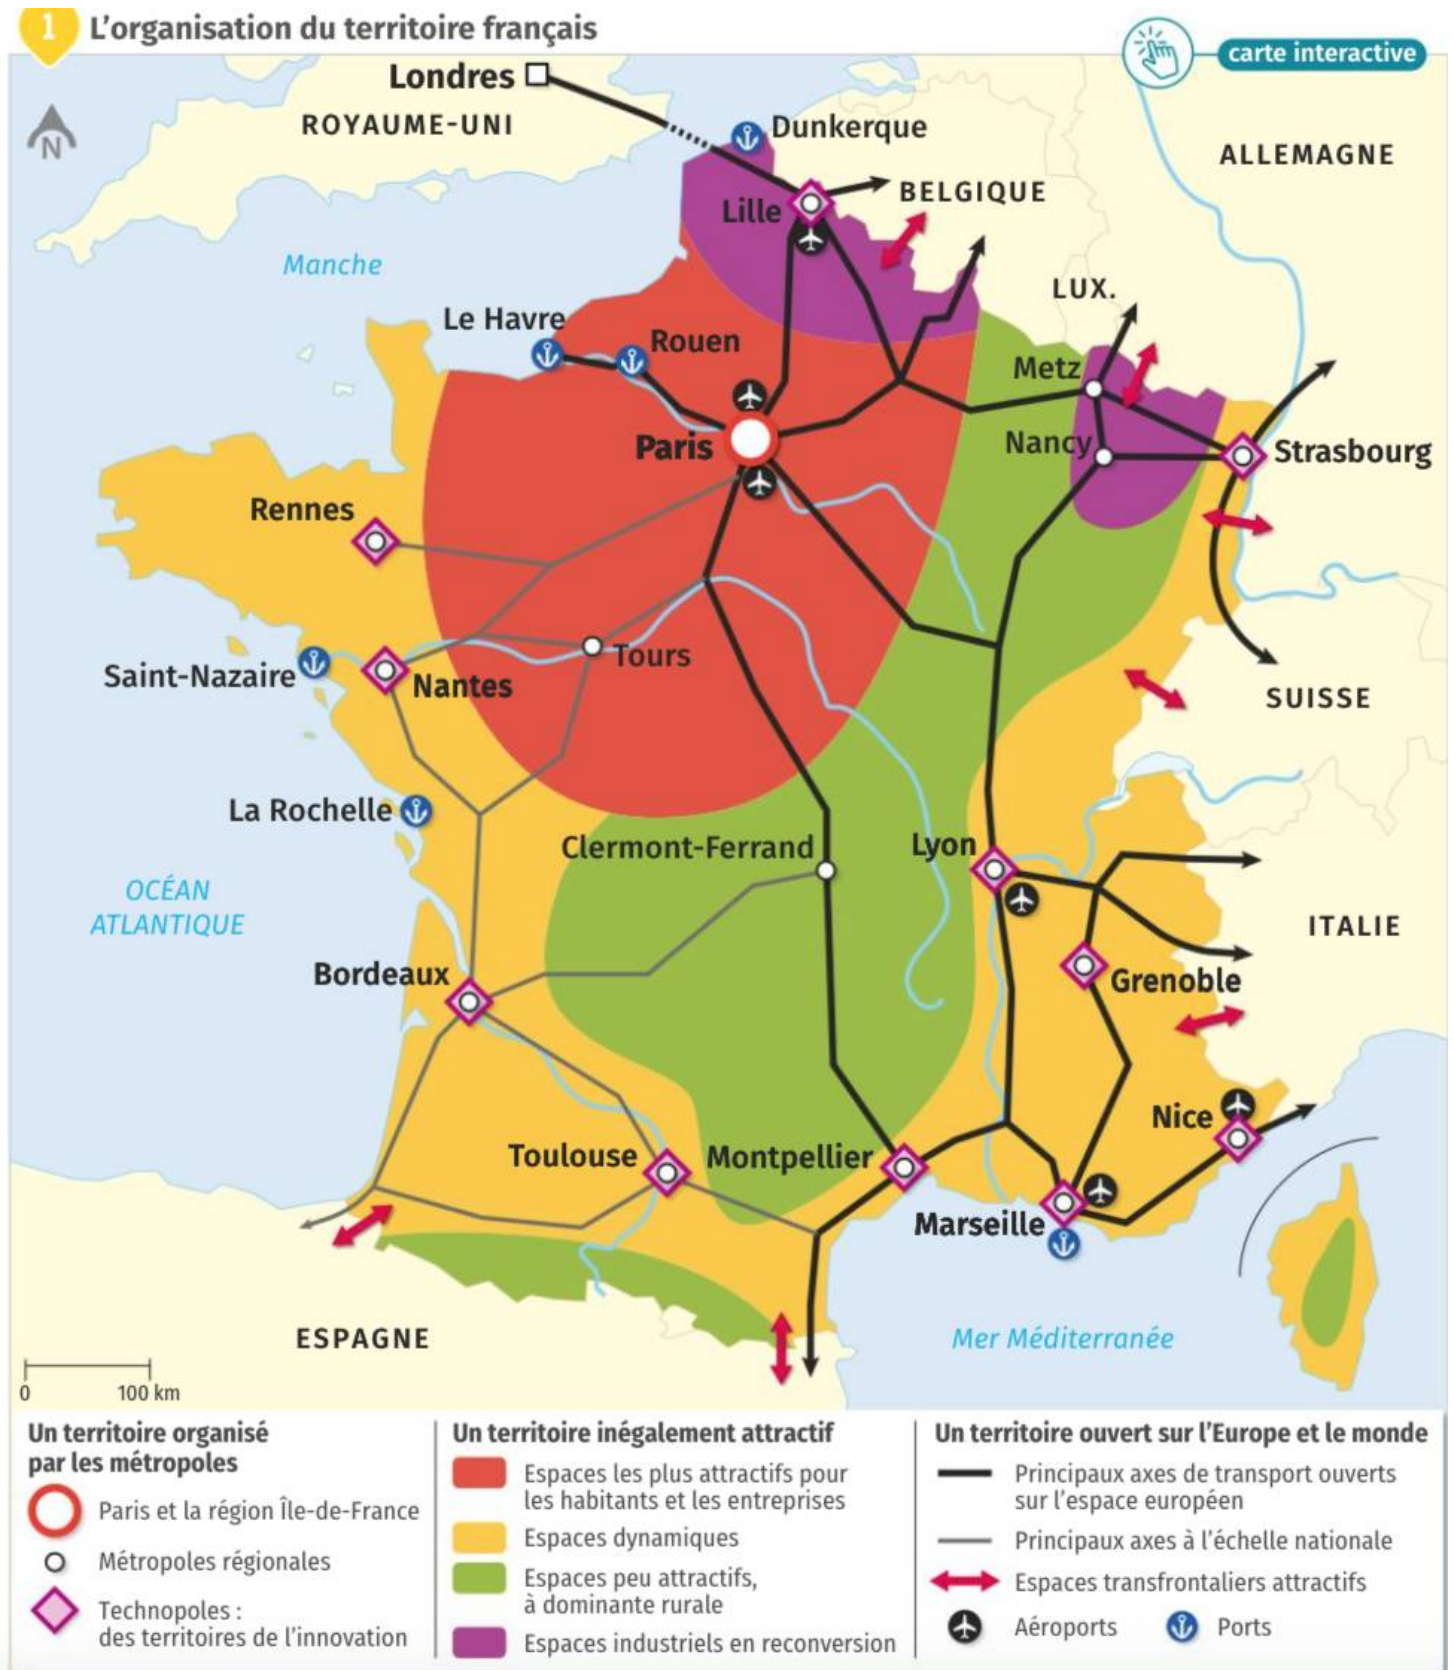 1
L'organisation du territoire français
carte interactive
Londres
ROYAUME-UNI
N
Dunkerque
ALLEMAGNE
Lille
BELGIQUE
Manche
LUX.
Le Havre
Rouen
Metz
Paris
Nancy
Strasbourg
Rennes
Saint-Nazaire
Nantes
Tours
SUISSE
La Rochelle
Clermont-Ferrand
Lyon
OCÉAN
ATLANTIQUE
ITALIE
Bordeaux
Grenoble
Nice
Toulouse
Montpellier
Marseille
ESPAGNE
Mer Méditerranée
0 100 km
Un territoire organisé
par les métropoles
Paris et la région Île-de-France
Métropoles régionales
Technopoles :
des territoires de l'innovation
Un territoire inégalement attractif
Espaces les plus attractifs pour
les habitants et les entreprises
Espaces dynamiques
Espaces peu attractifs,
à dominante rurale
Espaces industriels en reconversion
Un territoire ouvert sur l'Europe et le monde
Principaux axes de transport ouverts
sur l'espace européen
Principaux axes à l'échelle nationale
Espaces transfrontaliers attractifs
Aéroports
Ports